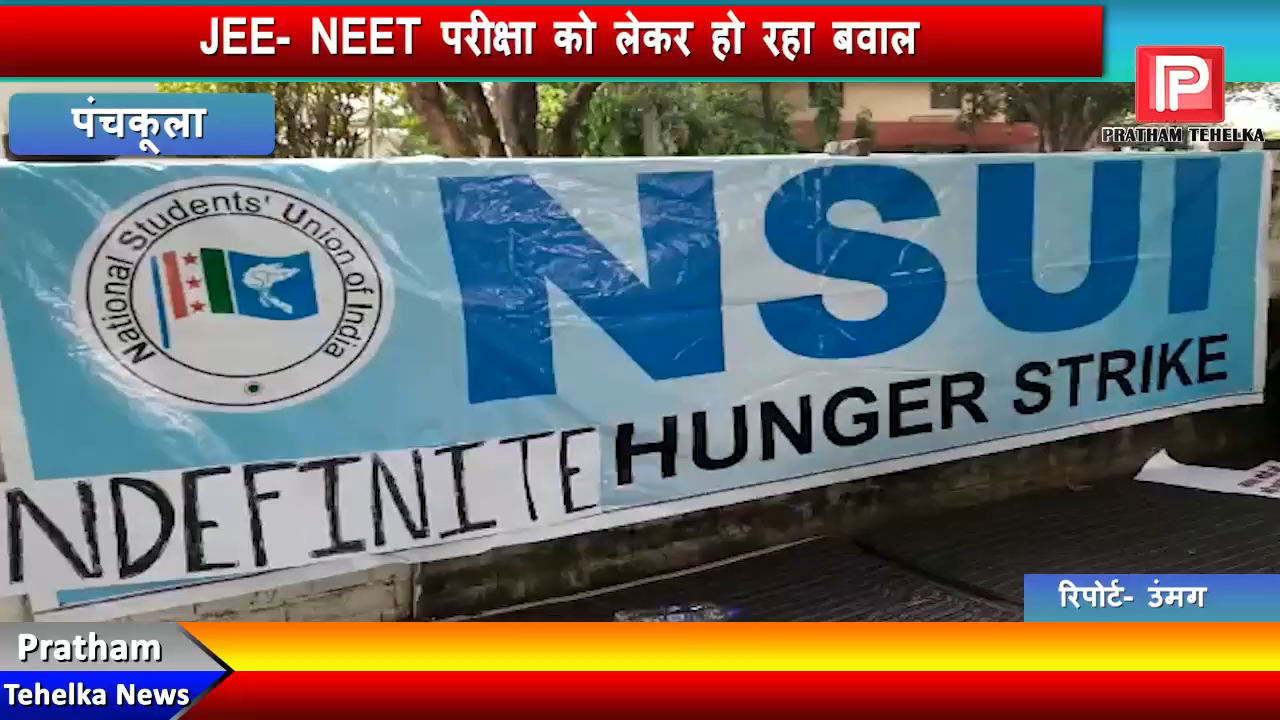 JEE- NEET परीक्षा को लेकर हो रहा बवाल
पंचकूला
PRATHAM TEHELKA
National Students' Union of India
NSUI
NDEFINITE HUNGER STRIKE
रिपोर्ट- उंमग
Pratham
Tehelka News